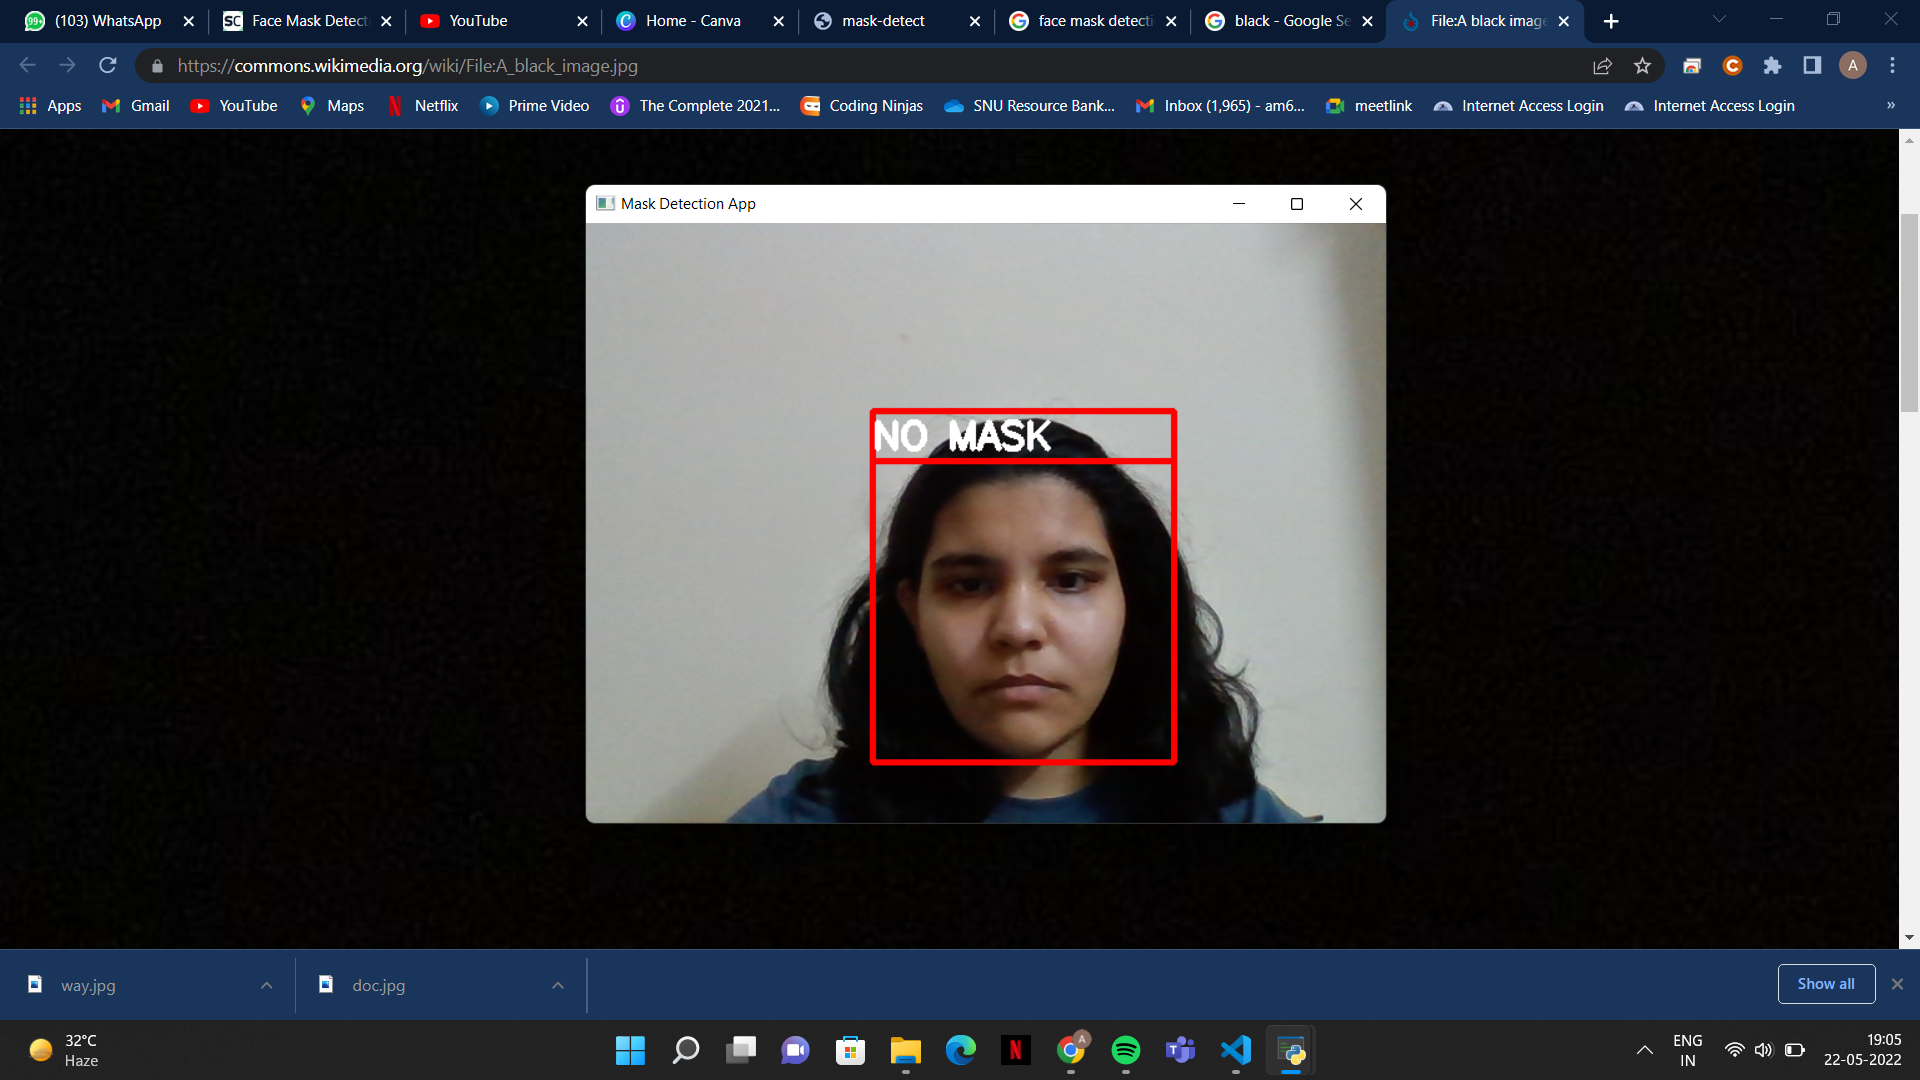 99+ (103) WhatsApp
SC Face Mask Detect
YouTube
Home - Canva
mask-detect
face mask detecti
black - Google Se
File:A black image
https://commons.wikimedia.org/wiki/File:A_black_image.jpg
A
Apps
Gmail
YouTube
Maps
Netflix
Prime Video
The Complete 2021...
Coding Ninjas
SNU Resource Bank...
Inbox (1,965) - am6...
meetlink
Internet Access Login
Internet Access Login
»
Mask Detection App
NO MASK
way.jpg
doc.jpg
Show all
32°C
Haze
ENG
IN
19:05
22-05-2022